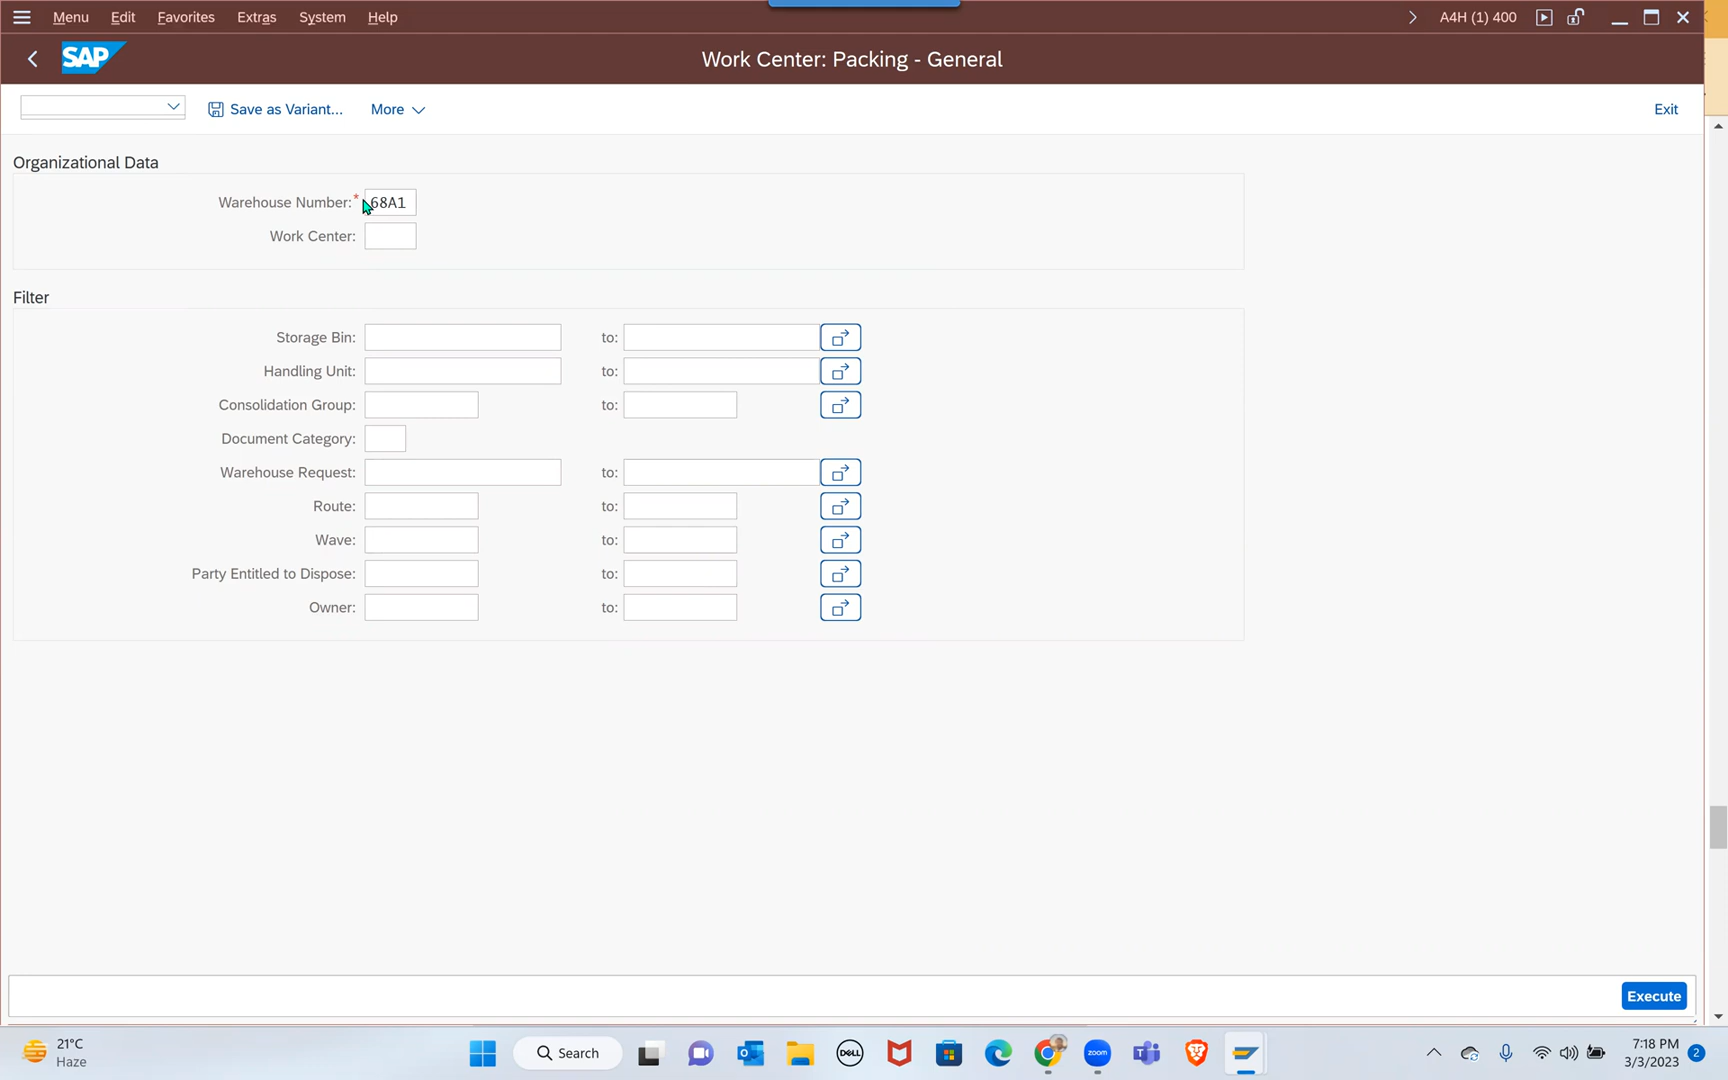 Menu Edit Favorites Extras System Help A4H (1) 400
SAP Work Center: Packing - General
Save as Variant... More Exit
Organizational Data
Warehouse Number:* 68A1
Work Center:
Filter
Storage Bin: to:
Handling Unit: to:
Consolidation Group: to:
Document Category:
Warehouse Request: to:
Route: to:
Wave: to:
Party Entitled to Dispose: to:
Owner: to:
Execute
21°C
Haze
Search
DELL
zoom
7:18 PM
3/3/2023
2